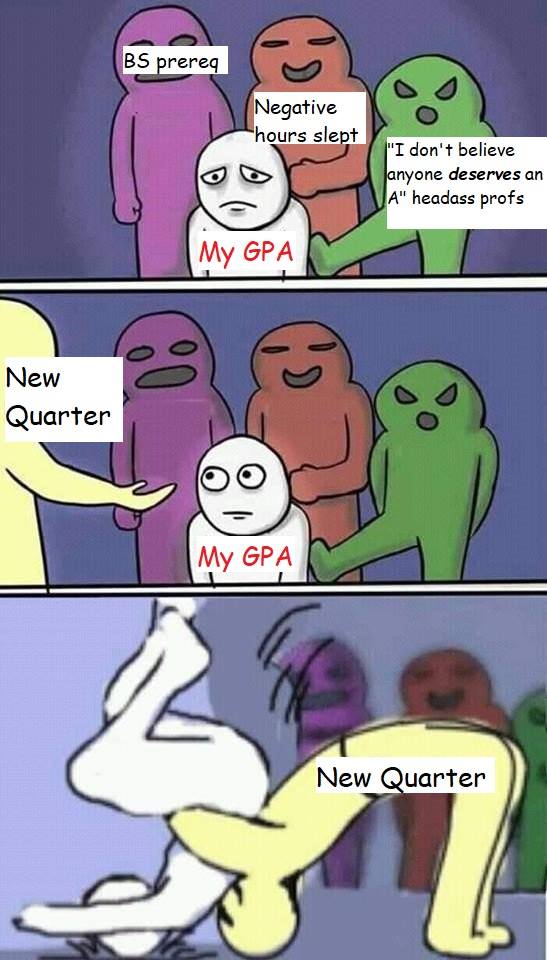 BS prereq
Negative
hours slept
"I don't believe
anyone deserves an
A" headass profs
My GPA
New
Quarter
My GPA
New Quarter